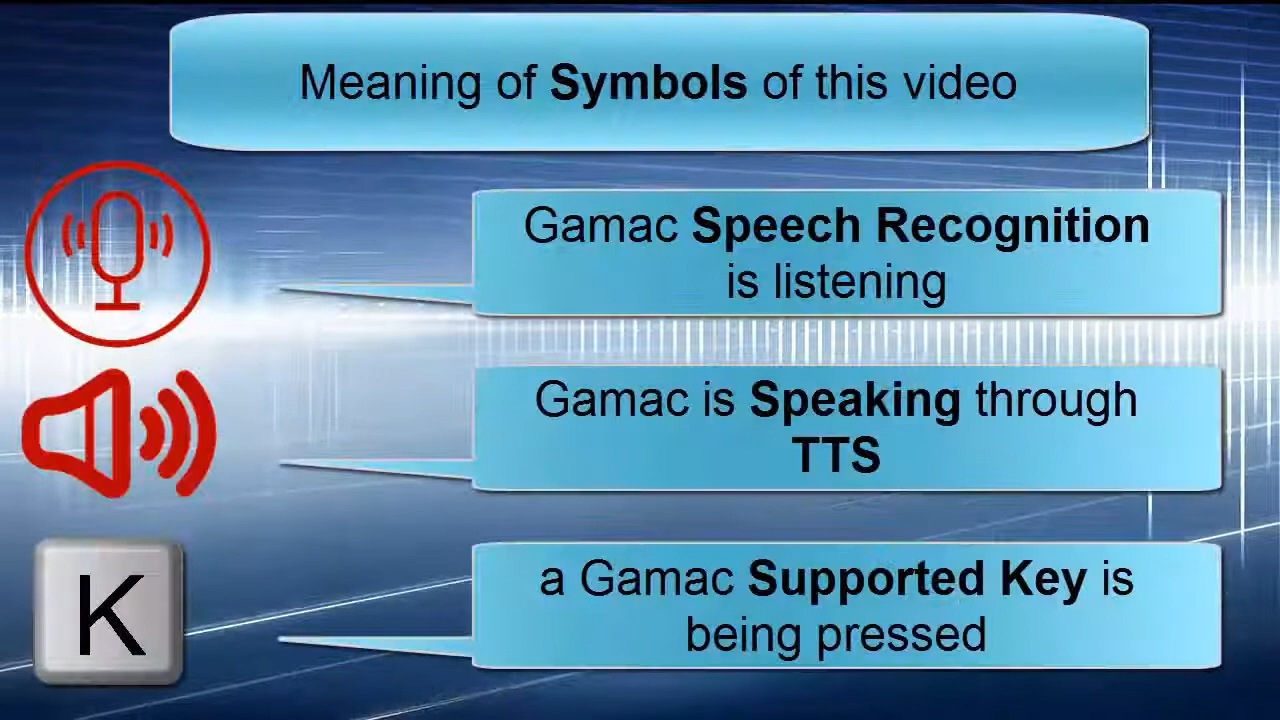 Meaning of Symbols of this video
Gamac Speech Recognition
is listening
Gamac is Speaking through
TTS
K
a Gamac Supported Key is
being pressed